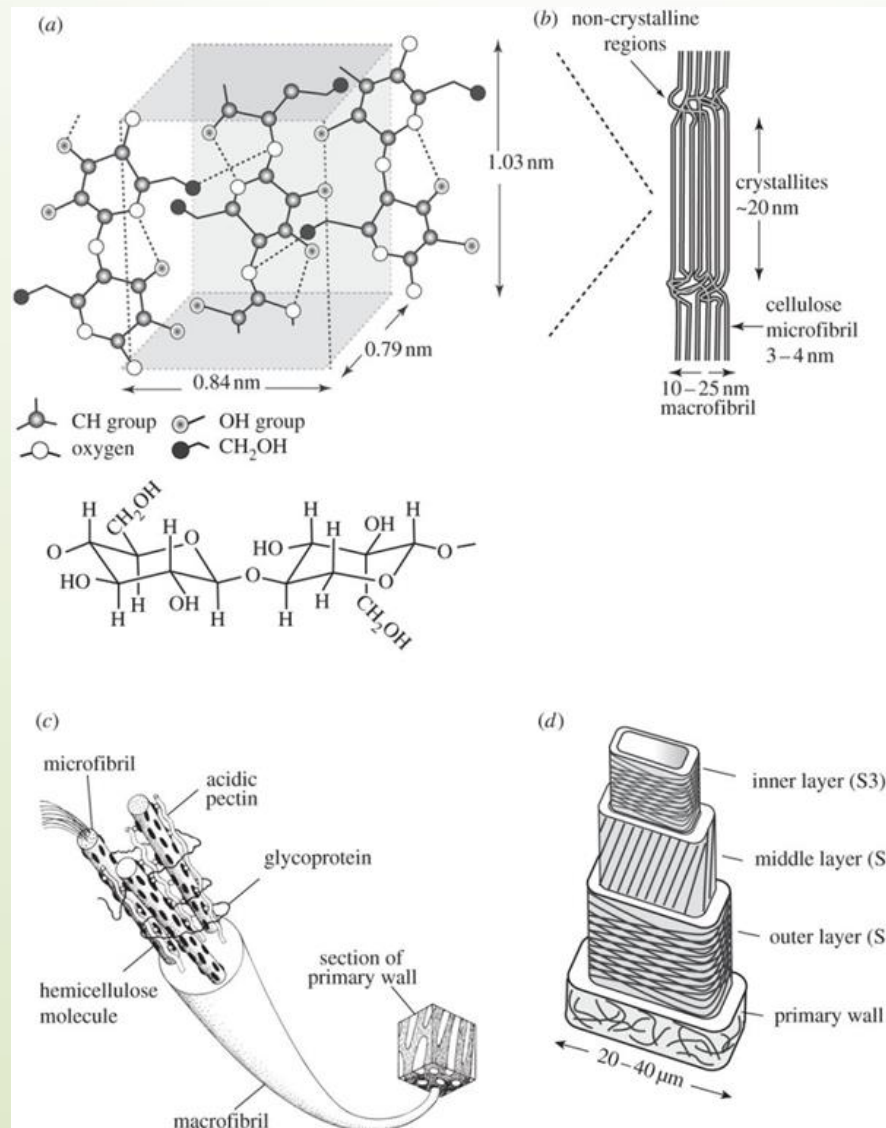 (a)
1.03 nm
0.79 nm
0.84 nm
CH group
OH group
oxygen
CH₂OH
(b)
non-crystalline
regions
crystallites
~20 nm
cellulose
microfibril
3–4 nm
10–25 nm
macrofibril
H
CH₂OH
H
O
O
HO
H
H
OH
H
O
H
HO
H
OH
H
O
O
H
H
CH₂OH
(c)
microfibril
acidic
pectin
glycoprotein
hemicellulose
molecule
section of
primary wall
macrofibril
(d)
inner layer (S3)
middle layer (S
outer layer (S
primary wall
20–40 µm